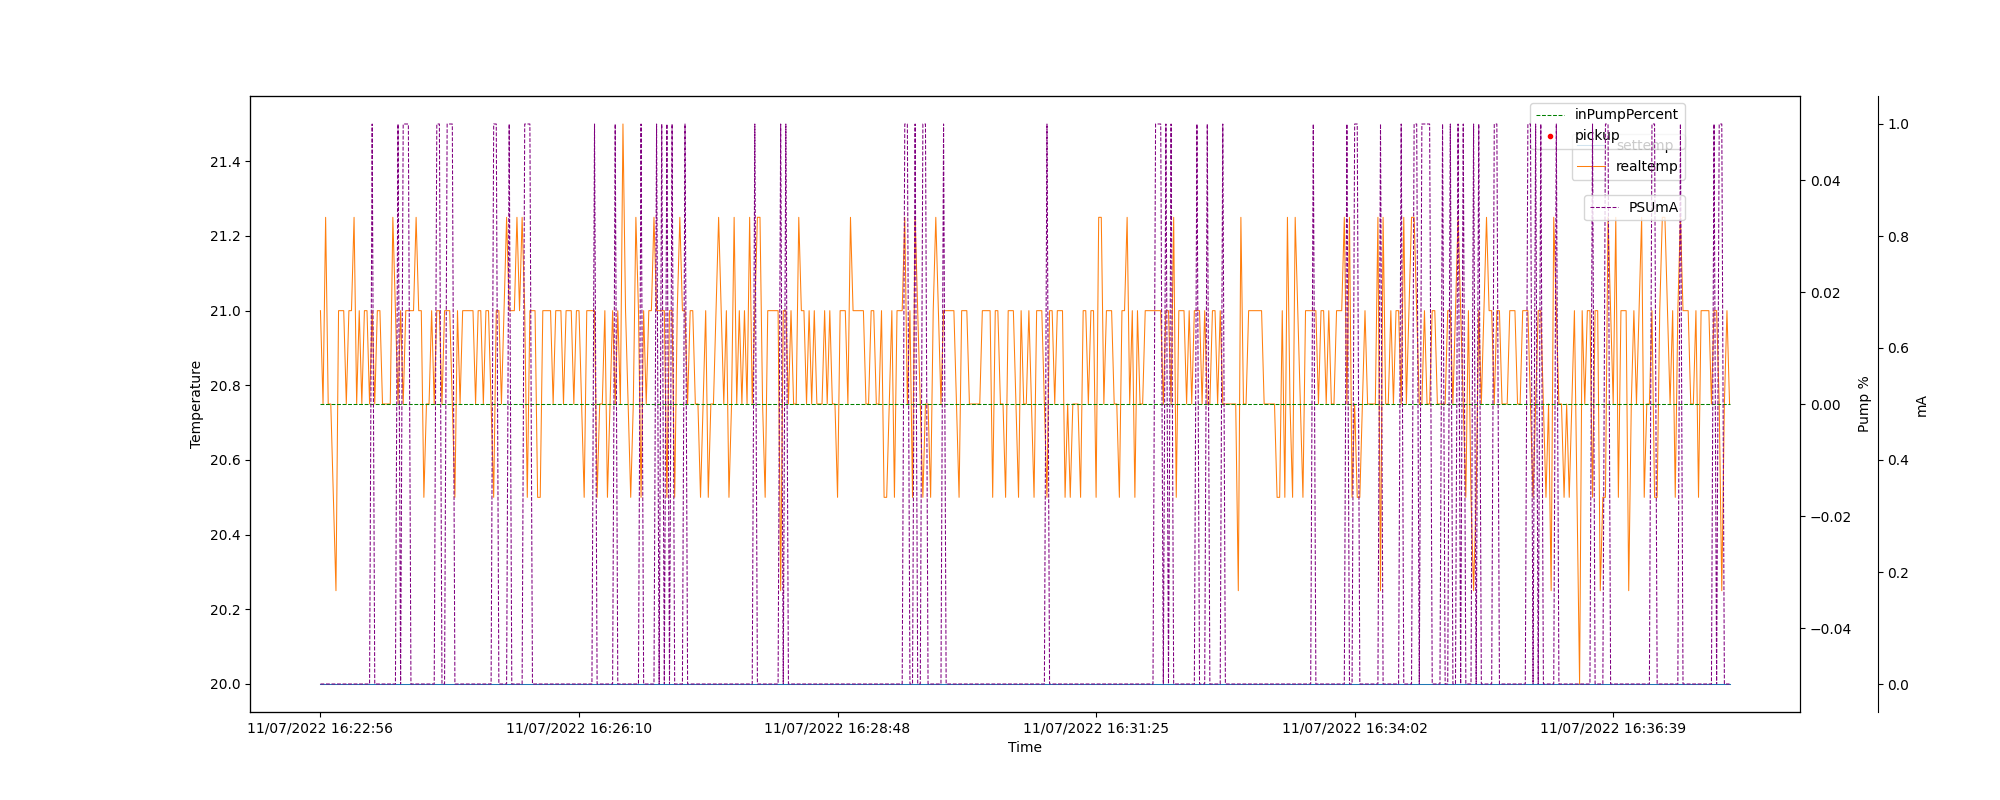 inPumpPercent
pickup
settemp
realtemp
PSUmA
21.4
21.2
21.0
20.8
20.6
20.4
20.2
20.0
Temperature
0.04
0.02
0.00
−0.02
−0.04
Pump %
1.0
0.8
0.6
0.4
0.2
0.0
mA
11/07/2022 16:22:56
11/07/2022 16:26:10
11/07/2022 16:28:48
11/07/2022 16:31:25
11/07/2022 16:34:02
11/07/2022 16:36:39
Time